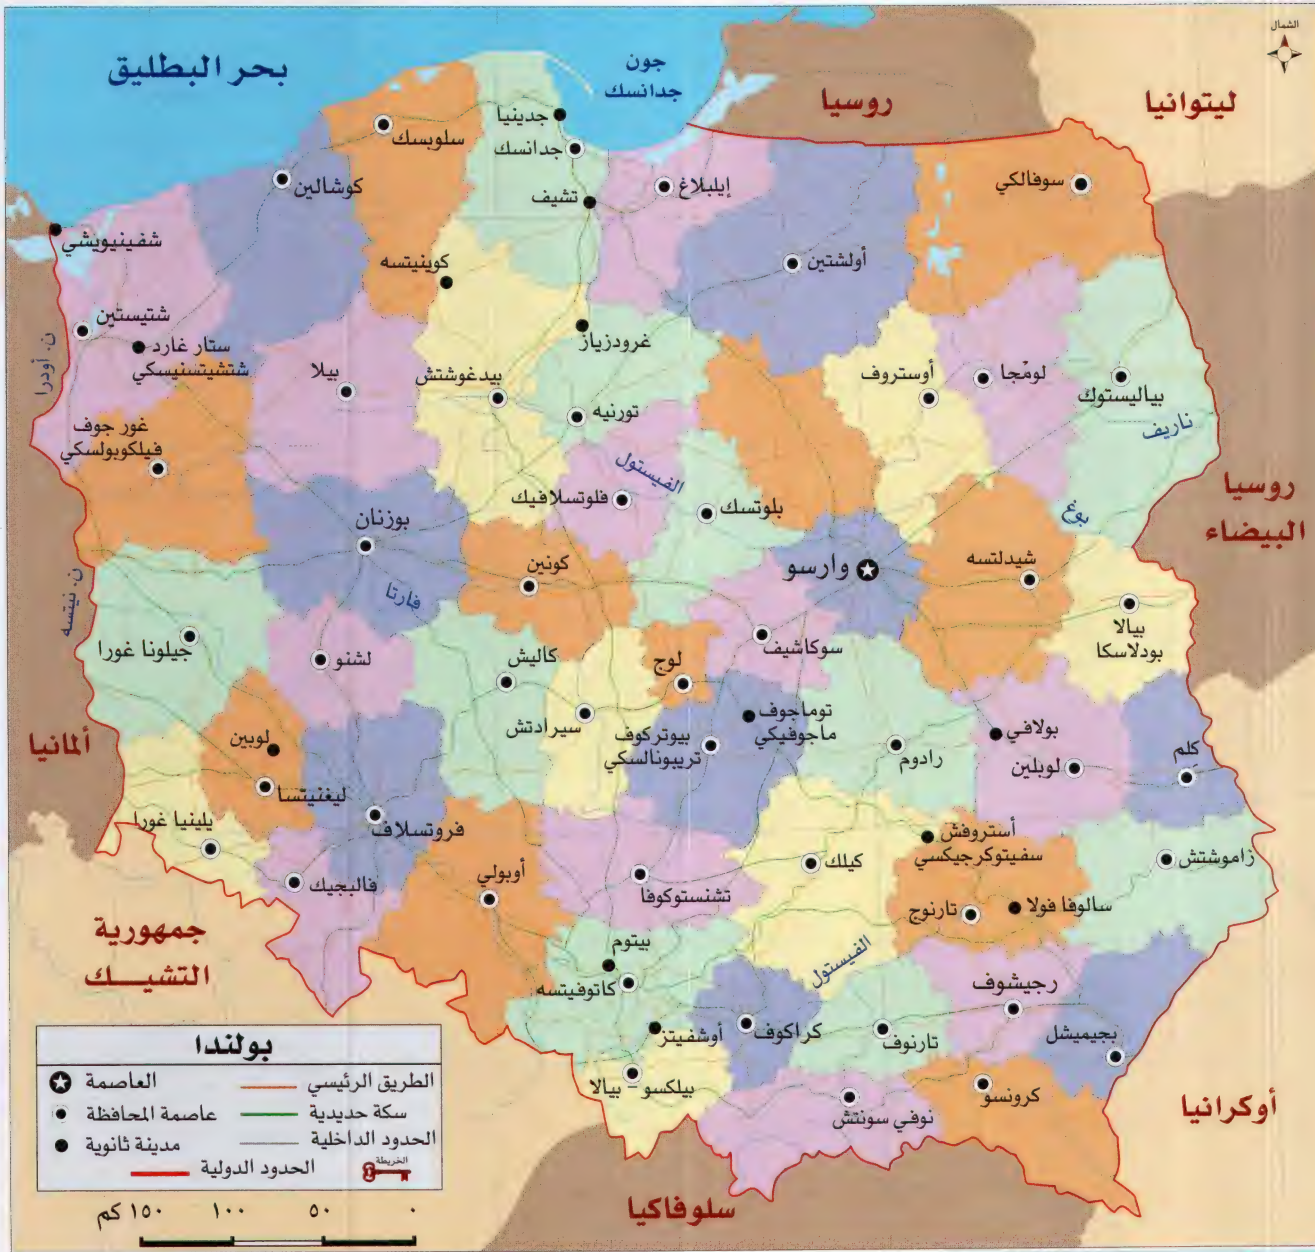 الشمال
بحر البطليق
جون
جدانسك
روسيا
ليتوانيا
جدينيا
سلوبسك
جدانسك
كوشالين
إيلبلاغ
سوفالكي
تشيف
شفينيويشي
كوينيتسه
أولشتين
شتيستين
ن. أودرا
ستار غارد
شتشيتسنيسكي
غرودزياز
بيلا
بيدغوشتش
أوستروف
لومجا
بياليستوك
تورنيه
ناريف
غور جوف
فيلكوبولسكي
الفيستول
فلوتسلافيك
بلوتسك
روسيا
البيضاء
بوغ
بوزنان
كونين
وارسو
شيدلتسه
ن. نيتسه
فارتا
بيالا
بودلاسكا
جيلونا غورا
لشنو
كاليش
لوج
سوكاشيف
سيرادتش
توماجوف
ماجوفيكي
بيوتركوف
تريبونالسكي
بولافي
ألمانيا
لوبين
رادوم
لوبلين
كِلم
ليغنيتسا
يلينيا غورا
فروتسلاف
أستروفش
سفيتوكرجيكسي
زاموشتش
كيلك
فالبجيك
أوبولي
تشنستوكوفا
تارنوج
سالوفا فولا
جمهورية
التشيـــك
بيتوم
كاتوفيتسه
الفيستول
رجيشوف
أوشفيتز
كراكوف
تارنوف
بجيميشل
بيلكسو - بيالا
نوفي سونتش
كرونسو
أوكرانيا
سلوفاكيا
بولندا
الطريق الرئيسي
العاصمة
سكة حديدية
عاصمة المحافظة
الحدود الداخلية
مدينة ثانوية
الخريطة
الحدود الدولية
٠ ٥٠ ١٠٠ ١٥٠ كم